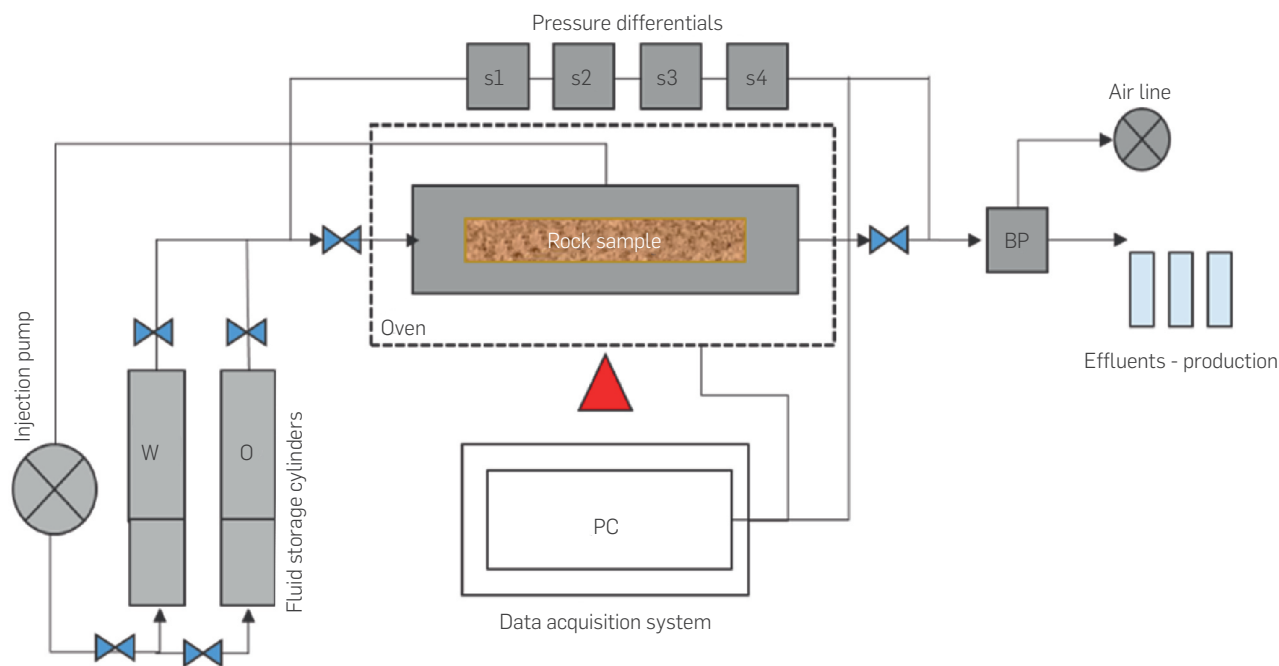 Pressure differentials
s1
s2
s3
s4
Air line
Rock sample
BP
Oven
Effluents - production
Injection pump
W
O
Fluid storage cylinders
PC
Data acquisition system